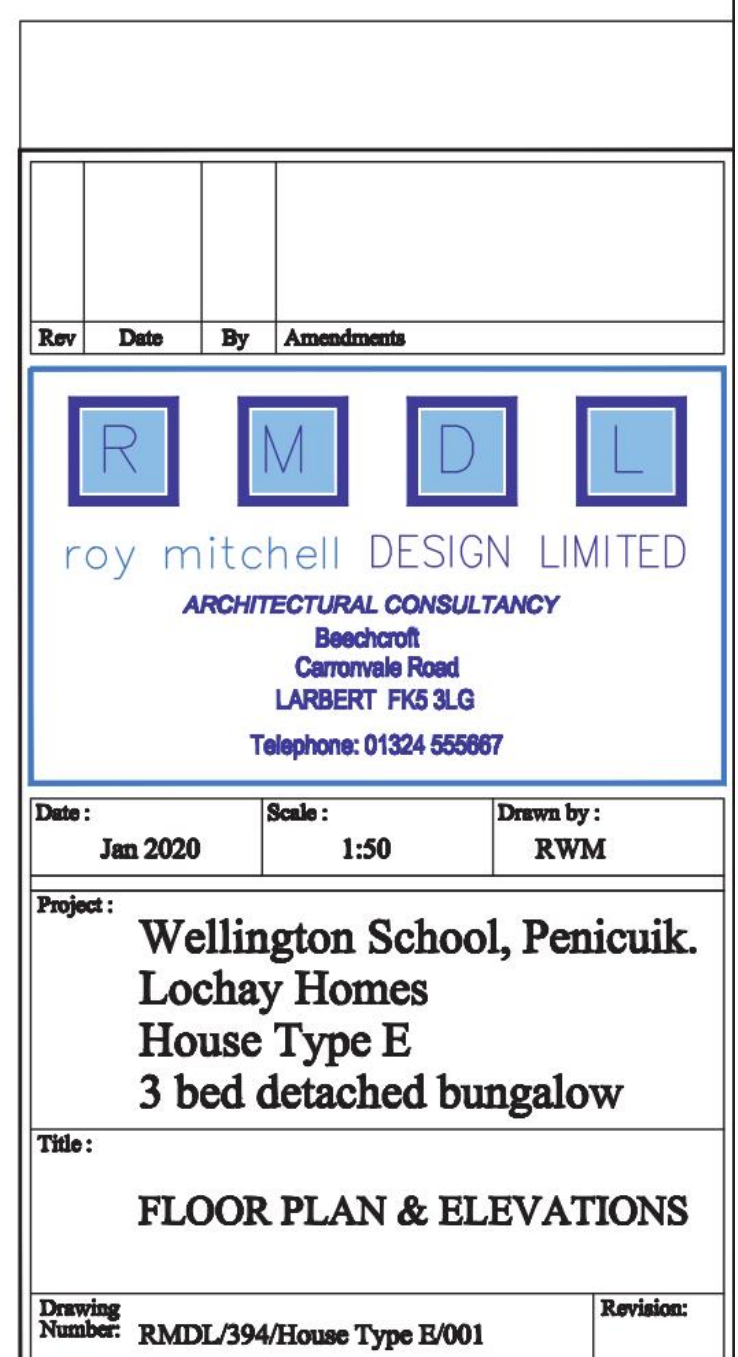 Rev Date By Amendments
R M D L
roy mitchell DESIGN LIMITED
ARCHITECTURAL CONSULTANCY
Beechcroft
Carronvale Road
LARBERT FK5 3LG
Telephone: 01324 555667
Date : Scale : Drawn by :
Jan 2020 1:50 RWM
Project :
Wellington School, Penicuik.
Lochay Homes
House Type E
3 bed detached bungalow
Title :
FLOOR PLAN & ELEVATIONS
Drawing Revision:
Number: RMDL/394/House Type E/001